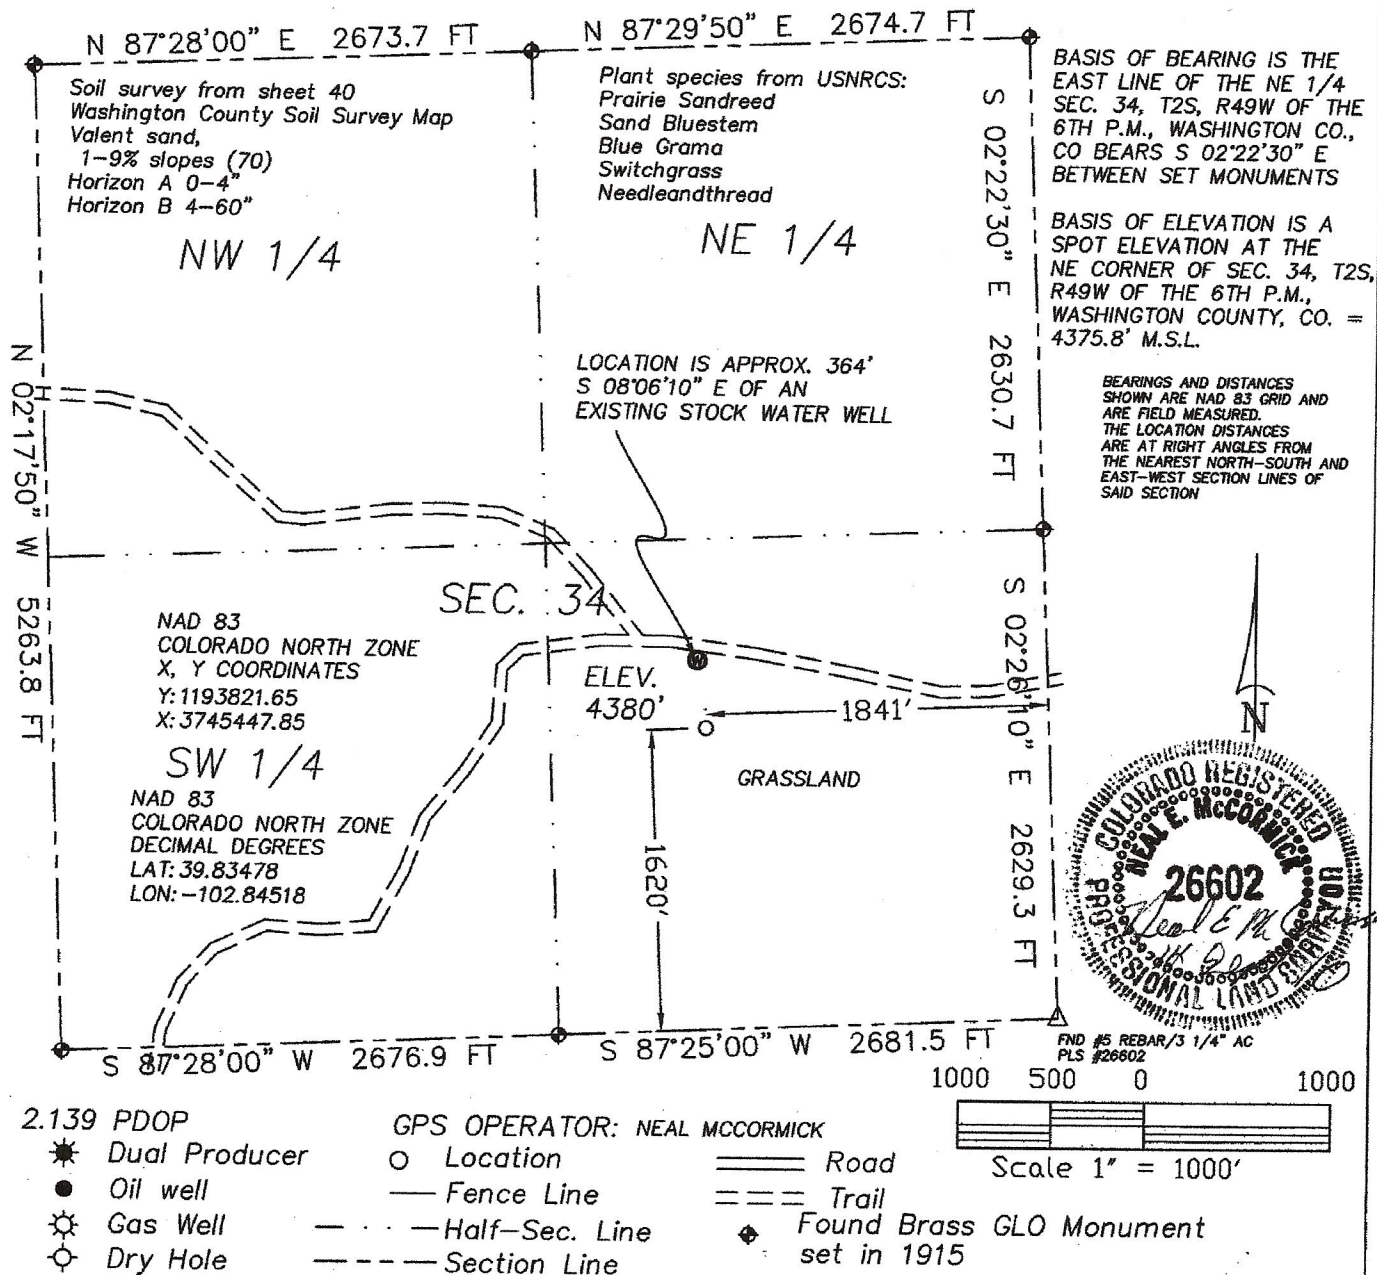 N 87°28'00" E 2673.7 FT
N 87°29'50" E 2674.7 FT
Soil survey from sheet 40
Washington County Soil Survey Map
Valent sand,
1-9% slopes (70)
Horizon A 0-4"
Horizon B 4-60"
NW 1/4
Plant species from USNRCS:
Prairie Sandreed
Sand Bluestem
Blue Grama
Switchgrass
Needleandthread
NE 1/4
S 02°22'30" E 2630.7 FT
BASIS OF BEARING IS THE
EAST LINE OF THE NE 1/4
SEC. 34, T2S, R49W OF THE
6TH P.M., WASHINGTON CO.,
CO BEARS S 02°22'30" E
BETWEEN SET MONUMENTS
BASIS OF ELEVATION IS A
SPOT ELEVATION AT THE
NE CORNER OF SEC. 34, T2S,
R49W OF THE 6TH P.M.,
WASHINGTON COUNTY, CO. =
4375.8' M.S.L.
BEARINGS AND DISTANCES
SHOWN ARE NAD 83 GRID AND
ARE FIELD MEASURED.
THE LOCATION DISTANCES
ARE AT RIGHT ANGLES FROM
THE NEAREST NORTH-SOUTH AND
EAST-WEST SECTION LINES OF
SAID SECTION
LOCATION IS APPROX. 364'
S 08°06'10" E OF AN
EXISTING STOCK WATER WELL
N 02°17'50" W 5263.8 FT
SEC. 34
NAD 83
COLORADO NORTH ZONE
X, Y COORDINATES
Y: 1193821.65
X: 3745447.85
SW 1/4
NAD 83
COLORADO NORTH ZONE
DECIMAL DEGREES
LAT: 39.83478
LON: -102.84518
ELEV.
4380'
W
1841'
GRASSLAND
1620'
S 02°26'10" E 2629.3 FT
N
COLORADO REGISTERED
NEAL E. McCORMICK
26602
PROFESSIONAL LAND SURVEYOR
S 87°28'00" W 2676.9 FT
S 87°25'00" W 2681.5 FT
FND #5 REBAR/3 1/4" AC
PLS #26602
1000 500 0 1000
Scale 1" = 1000'
2.139 PDOP
GPS OPERATOR: NEAL MCCORMICK
Dual Producer
Oil well
Gas Well
Dry Hole
Location
Fence Line
Half-Sec. Line
Section Line
Road
Trail
Found Brass GLO Monument
set in 1915